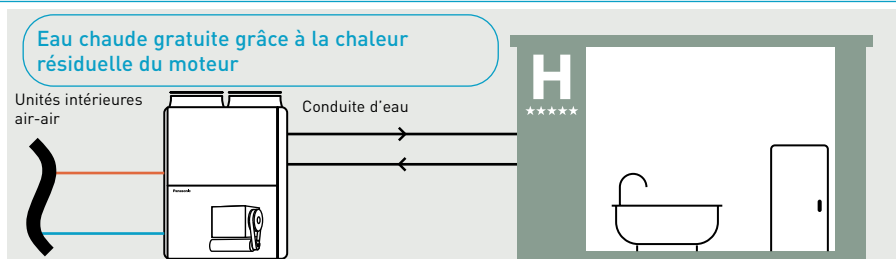 Eau chaude gratuite grâce à la chaleur
résiduelle du moteur
Unités intérieures
air-air
Conduite d'eau
H
★★★★★
Panasonic